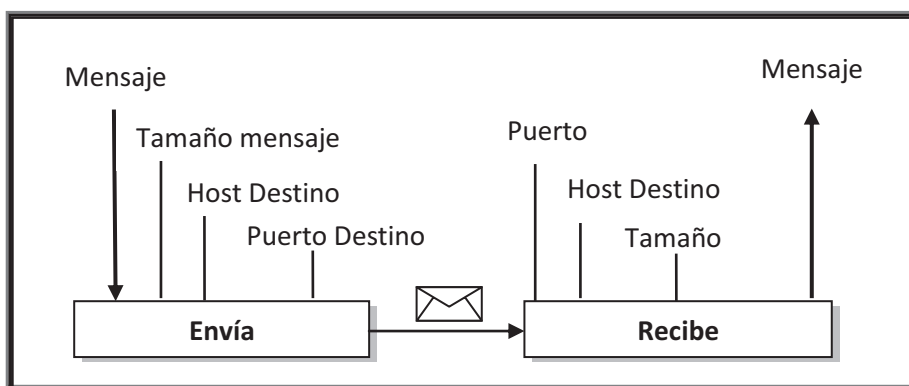 Mensaje
Tamaño mensaje
Host Destino
Puerto Destino
Envía
Mensaje
Puerto
Host Destino
Tamaño
Recibe